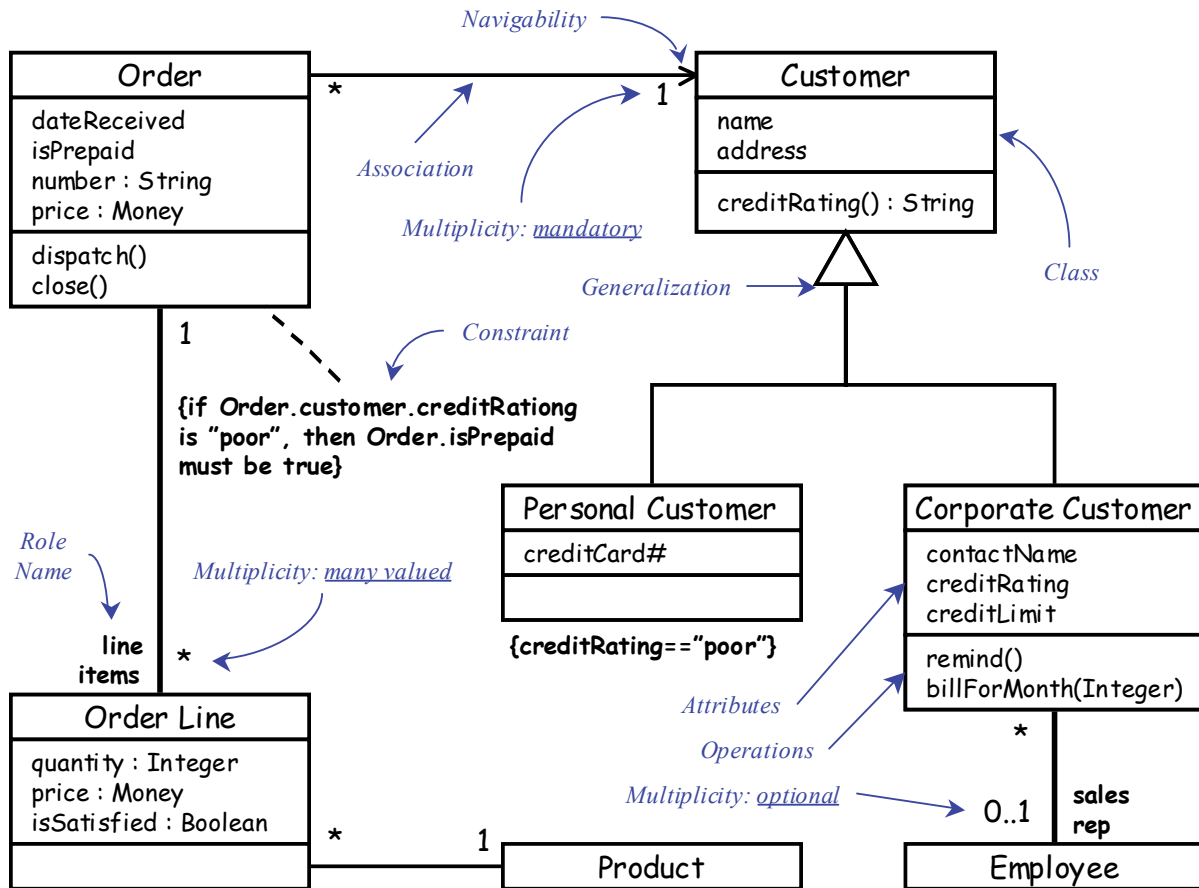 Navigability
Order
Customer
*
1
dateReceived
isPrepaid
number : String
price : Money
name
address
Association
creditRating() : String
Multiplicity: mandatory
dispatch()
close()
Class
Generalization
1
Constraint
{if Order.customer.creditRationg
is "poor", then Order.isPrepaid
must be true}
Personal Customer
creditCard#
{creditRating=="poor"}
Corporate Customer
contactName
creditRating
creditLimit
remind()
billForMonth(Integer)
Role
Name
Multiplicity: many valued
line
items
*
Attributes
Operations
Order Line
quantity : Integer
price : Money
isSatisfied : Boolean
*
Multiplicity: optional
0..1
sales
rep
*
1
Product
Employee